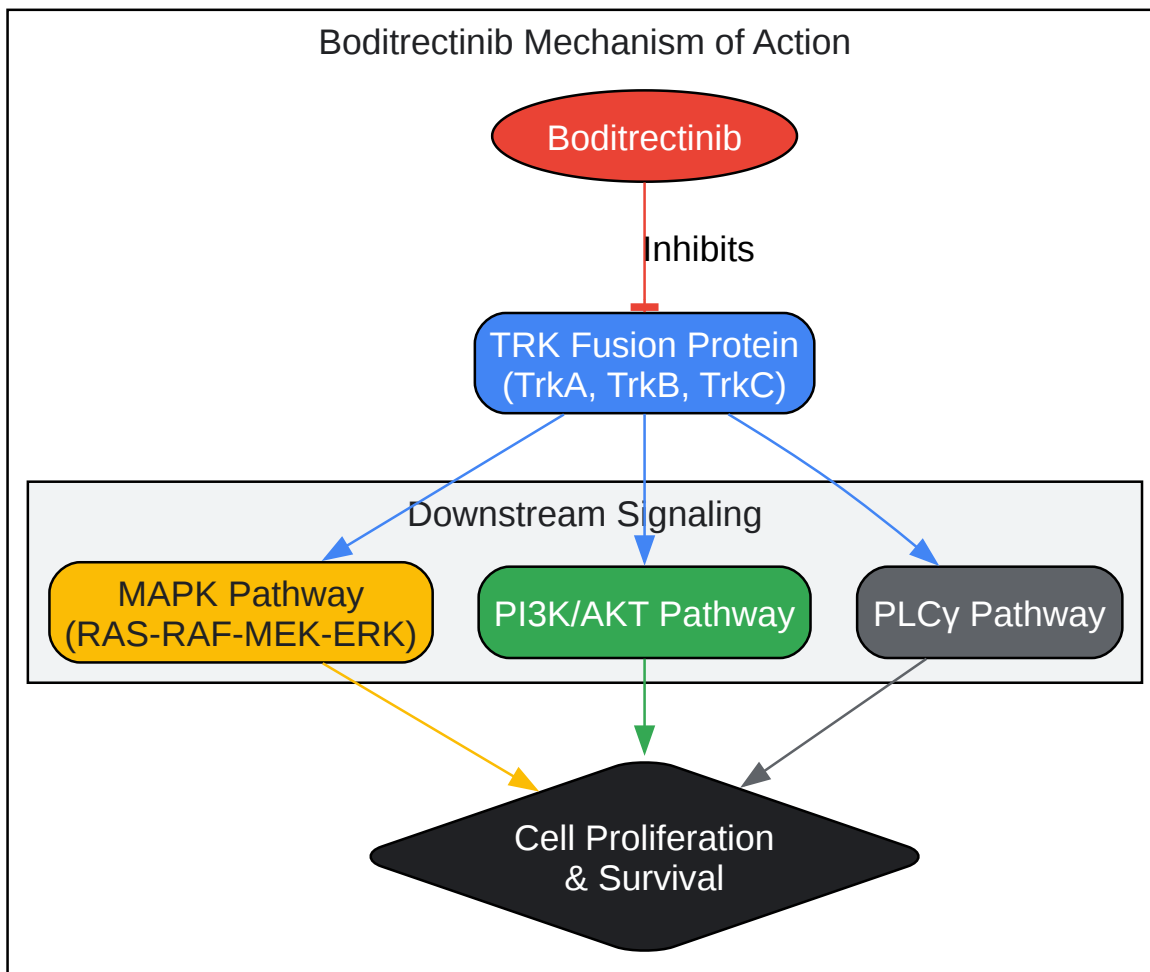 Boditrectinib Mechanism of Action
Boditrectinib
Inhibits
TRK Fusion Protein
(TrkA, TrkB, TrkC)
Downstream Signaling
MAPK Pathway
(RAS-RAF-MEK-ERK)
PI3K/AKT Pathway
PLCγ Pathway
Cell Proliferation
& Survival